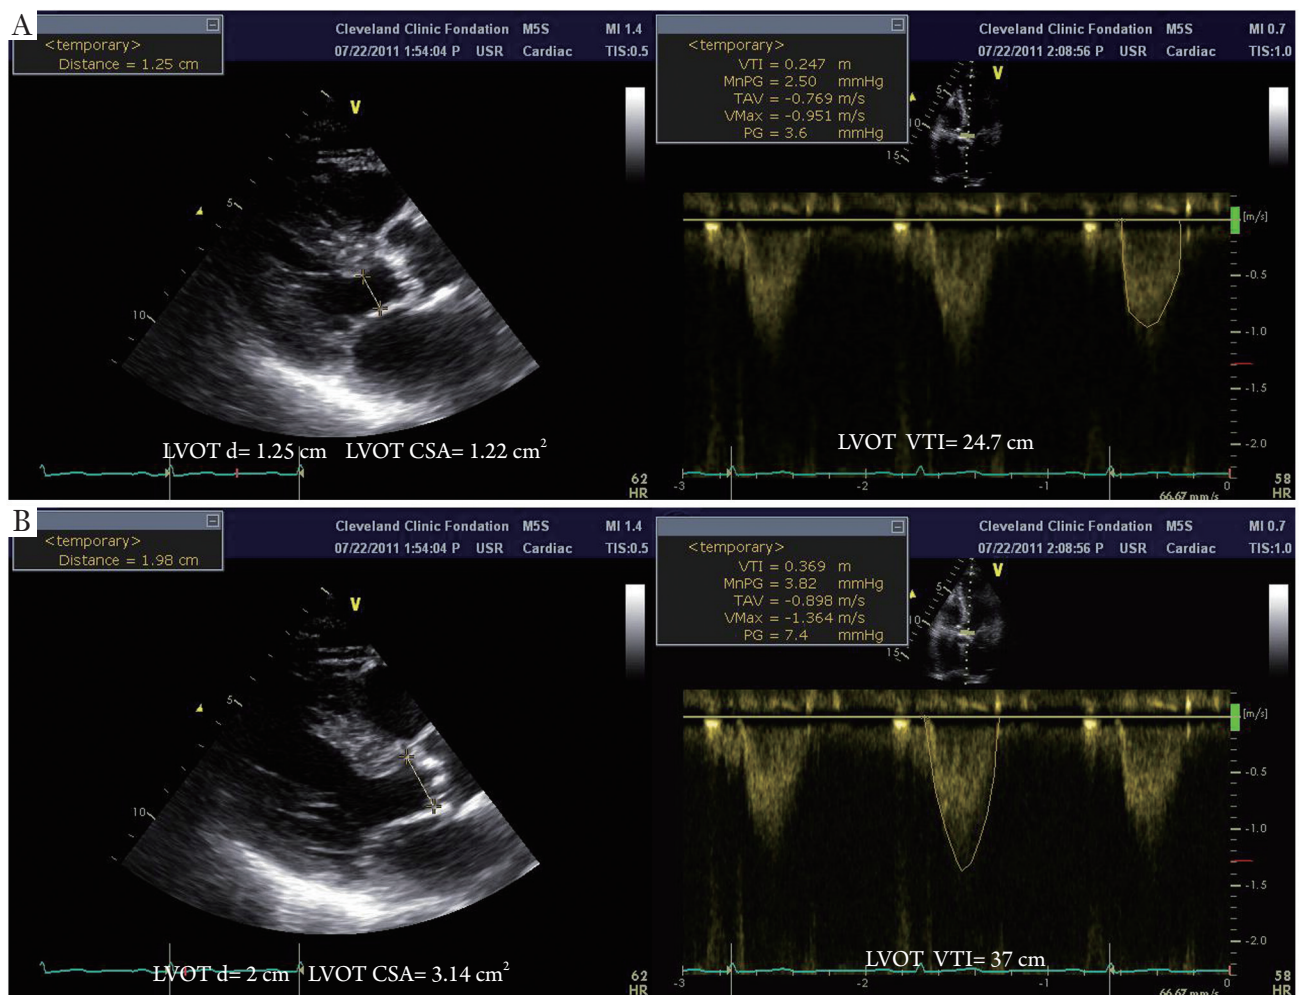 A
<temporary>
Distance = 1.25 cm
Cleveland Clinic Fondation M5S MI 1.4
07/22/2011 1:54:04 P USR Cardiac TIS:0.5
V
5
10
LVOT d= 1.25 cm LVOT CSA= 1.22 cm²
62
HR
<temporary>
VTI = 0.247 m
MnPG = 2.50 mmHg
TAV = -0.769 m/s
VMax = -0.951 m/s
PG = 3.6 mmHg
Cleveland Clinic Fondation M5S MI 0.7
07/22/2011 2:08:56 P USR Cardiac TIS:1.0
V
5
10
15
[m/s]
-0.5
-1.0
-1.5
-2.0
LVOT VTI= 24.7 cm
-3 -2 -1 0
66.67 mm/s
58
HR
B
<temporary>
Distance = 1.98 cm
Cleveland Clinic Fondation M5S MI 1.4
07/22/2011 1:54:04 P USR Cardiac TIS:0.5
V
5
10
LVOT d= 2 cm LVOT CSA= 3.14 cm²
62
HR
<temporary>
VTI = 0.369 m
MnPG = 3.82 mmHg
TAV = -0.898 m/s
VMax = -1.364 m/s
PG = 7.4 mmHg
Cleveland Clinic Fondation M5S MI 0.7
07/22/2011 2:08:56 P USR Cardiac TIS:1.0
V
5
10
15
[m/s]
-0.5
-1.0
-1.5
-2.0
LVOT VTI= 37 cm
-3 -2 -1 0
66.67 mm/s
58
HR